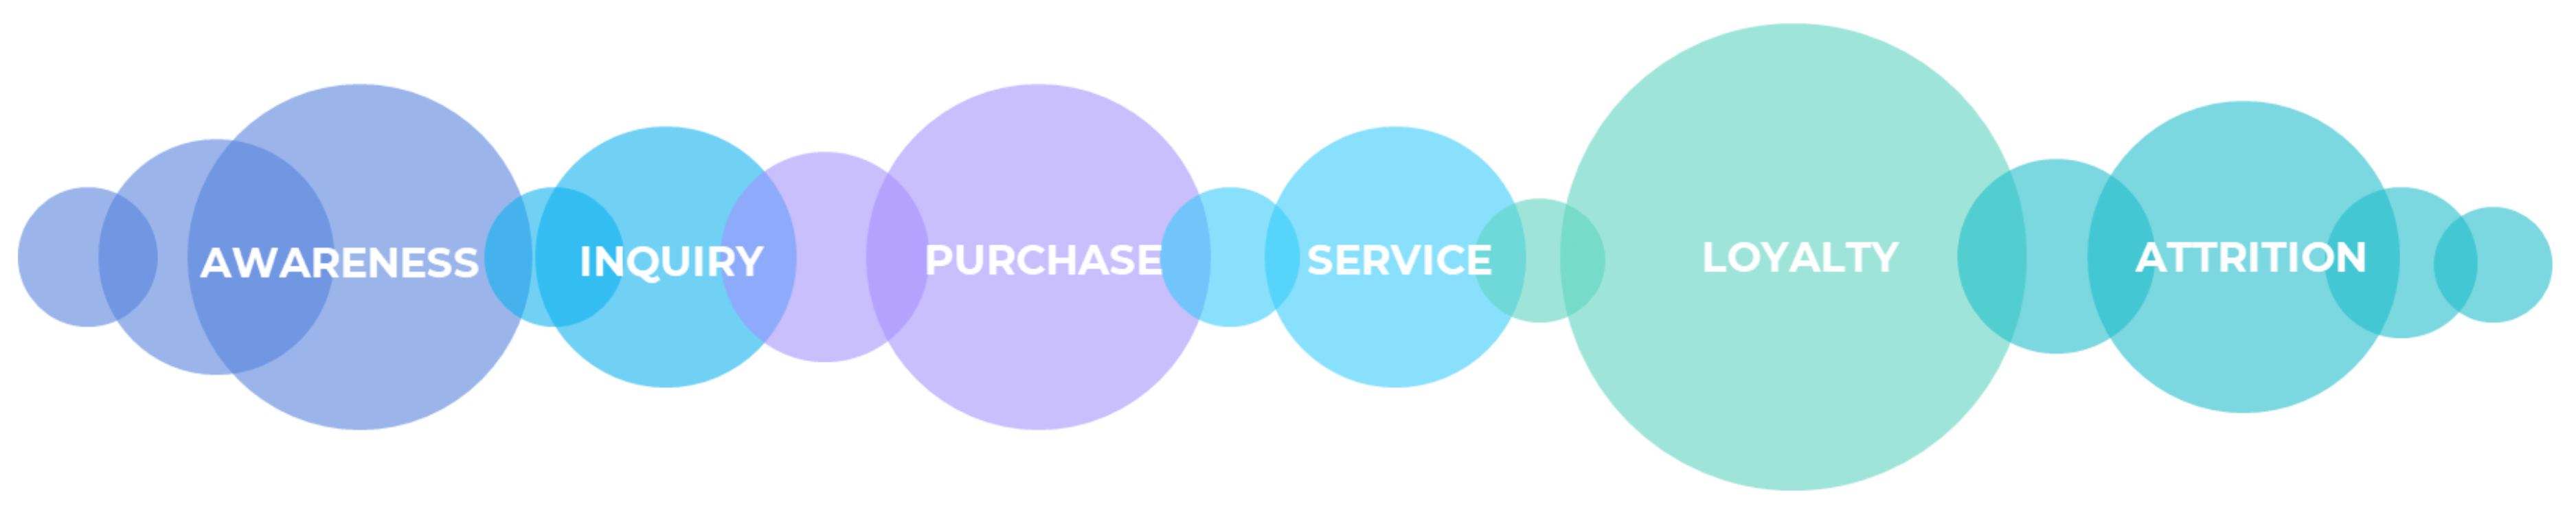 AWARENESS
INQUIRY
PURCHASE
SERVICE
LOYALTY
ATTRITION